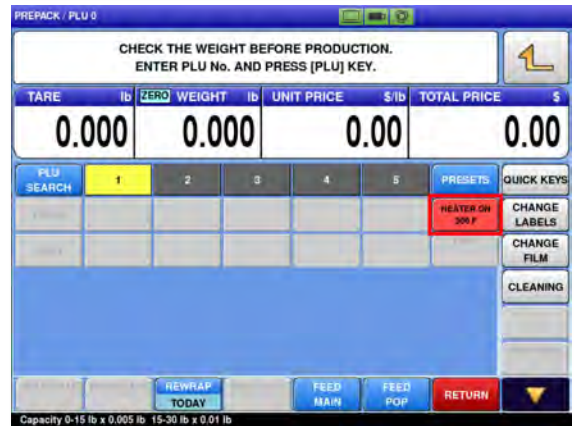 PREPACK / PLU 0
CHECK THE WEIGHT BEFORE PRODUCTION.
ENTER PLU No. AND PRESS [PLU] KEY.
TARE lb ZERO WEIGHT lb UNIT PRICE $/lb TOTAL PRICE $
0.000 0.000 0.00 0.00
PLU SEARCH 1 2 3 4 5 PRESETS QUICK KEYS
HEATER ON
300 F
CHANGE
LABELS
CHANGE
FILM
CLEANING
REWRAP
TODAY
FEED
MAIN
FEED
POP
RETURN
Capacity 0-15 lb x 0.005 lb 15-30 lb x 0.01 lb